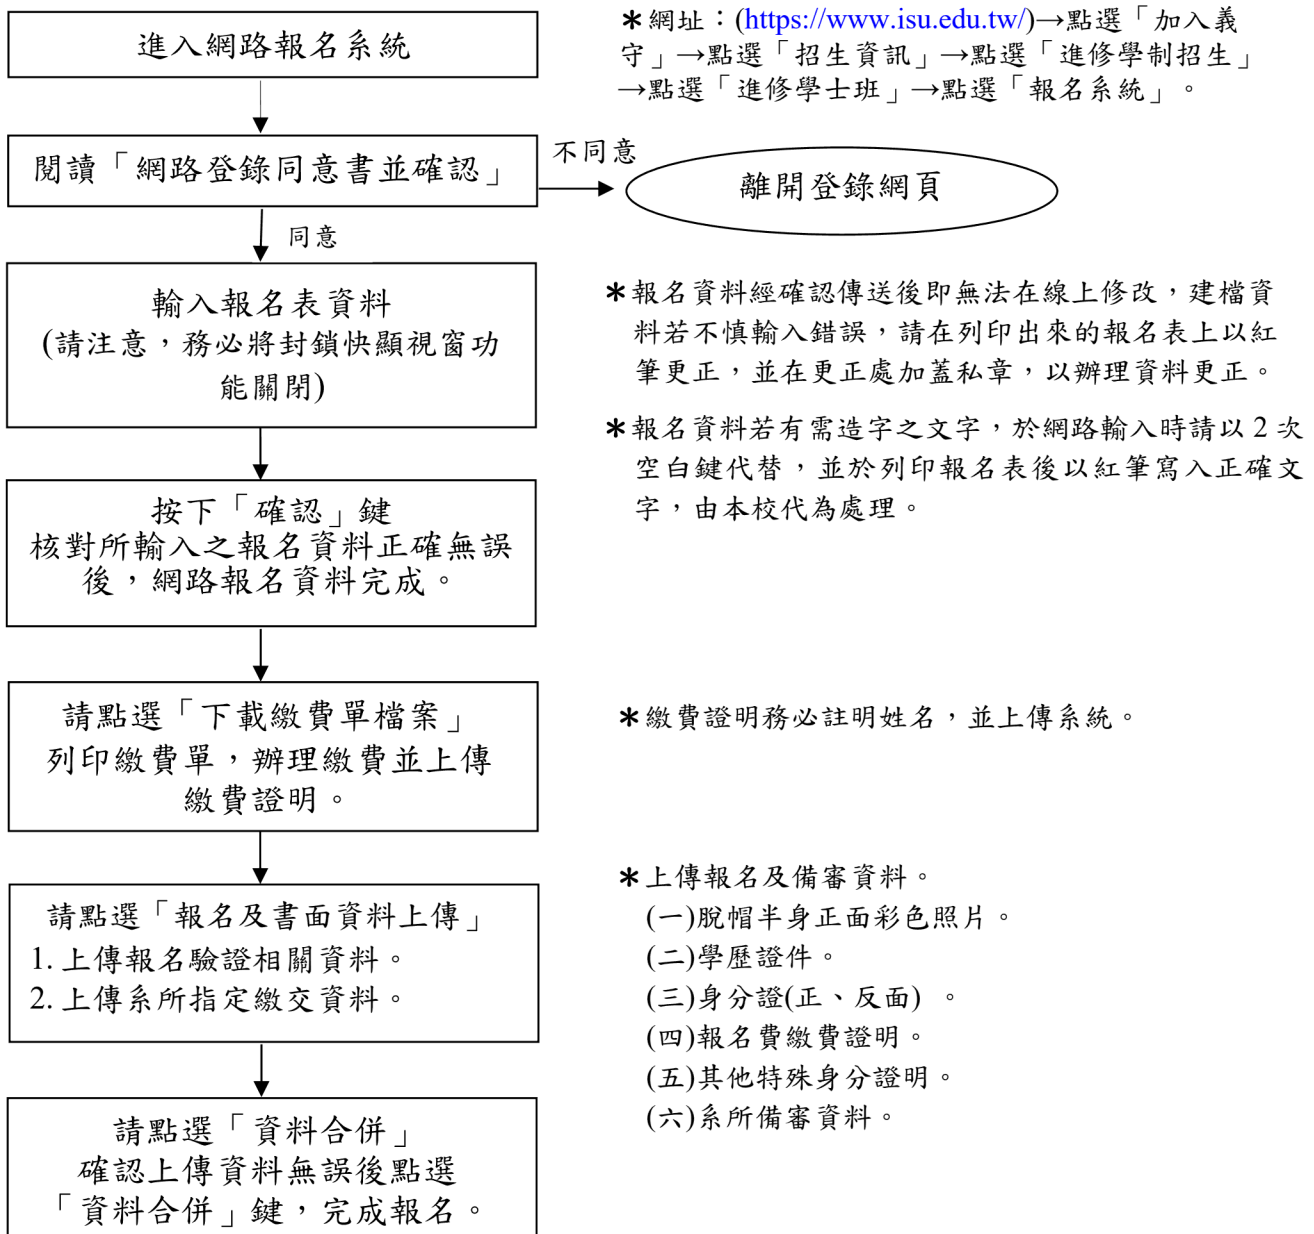 進入網路報名系統
＊網址：(https://www.isu.edu.tw/)→點選「加入義
守」→點選「招生資訊」→點選「進修學制招生」
→點選「進修學士班」→點選「報名系統」。
閱讀「網路登錄同意書並確認」
不同意
離開登錄網頁
同意
輸入報名表資料
(請注意，務必將封鎖快顯視窗功
能關閉)
＊報名資料經確認傳送後即無法在線上修改，建檔資
料若不慎輸入錯誤，請在列印出來的報名表上以紅
筆更正，並在更正處加蓋私章，以辦理資料更正。
＊報名資料若有需造字之文字，於網路輸入時請以 2 次
空白鍵代替，並於列印報名表後以紅筆寫入正確文
字，由本校代為處理。
按下「確認」鍵
核對所輸入之報名資料正確無誤
後，網路報名資料完成。
請點選「下載繳費單檔案」
列印繳費單，辦理繳費並上傳
繳費證明。
＊繳費證明務必註明姓名，並上傳系統。
請點選「報名及書面資料上傳」
1. 上傳報名驗證相關資料。
2. 上傳系所指定繳交資料。
＊上傳報名及備審資料。
(一)脫帽半身正面彩色照片。
(二)學歷證件。
(三)身分證(正、反面) 。
(四)報名費繳費證明。
(五)其他特殊身分證明。
(六)系所備審資料。
請點選「資料合併」
確認上傳資料無誤後點選
「資料合併」鍵，完成報名。